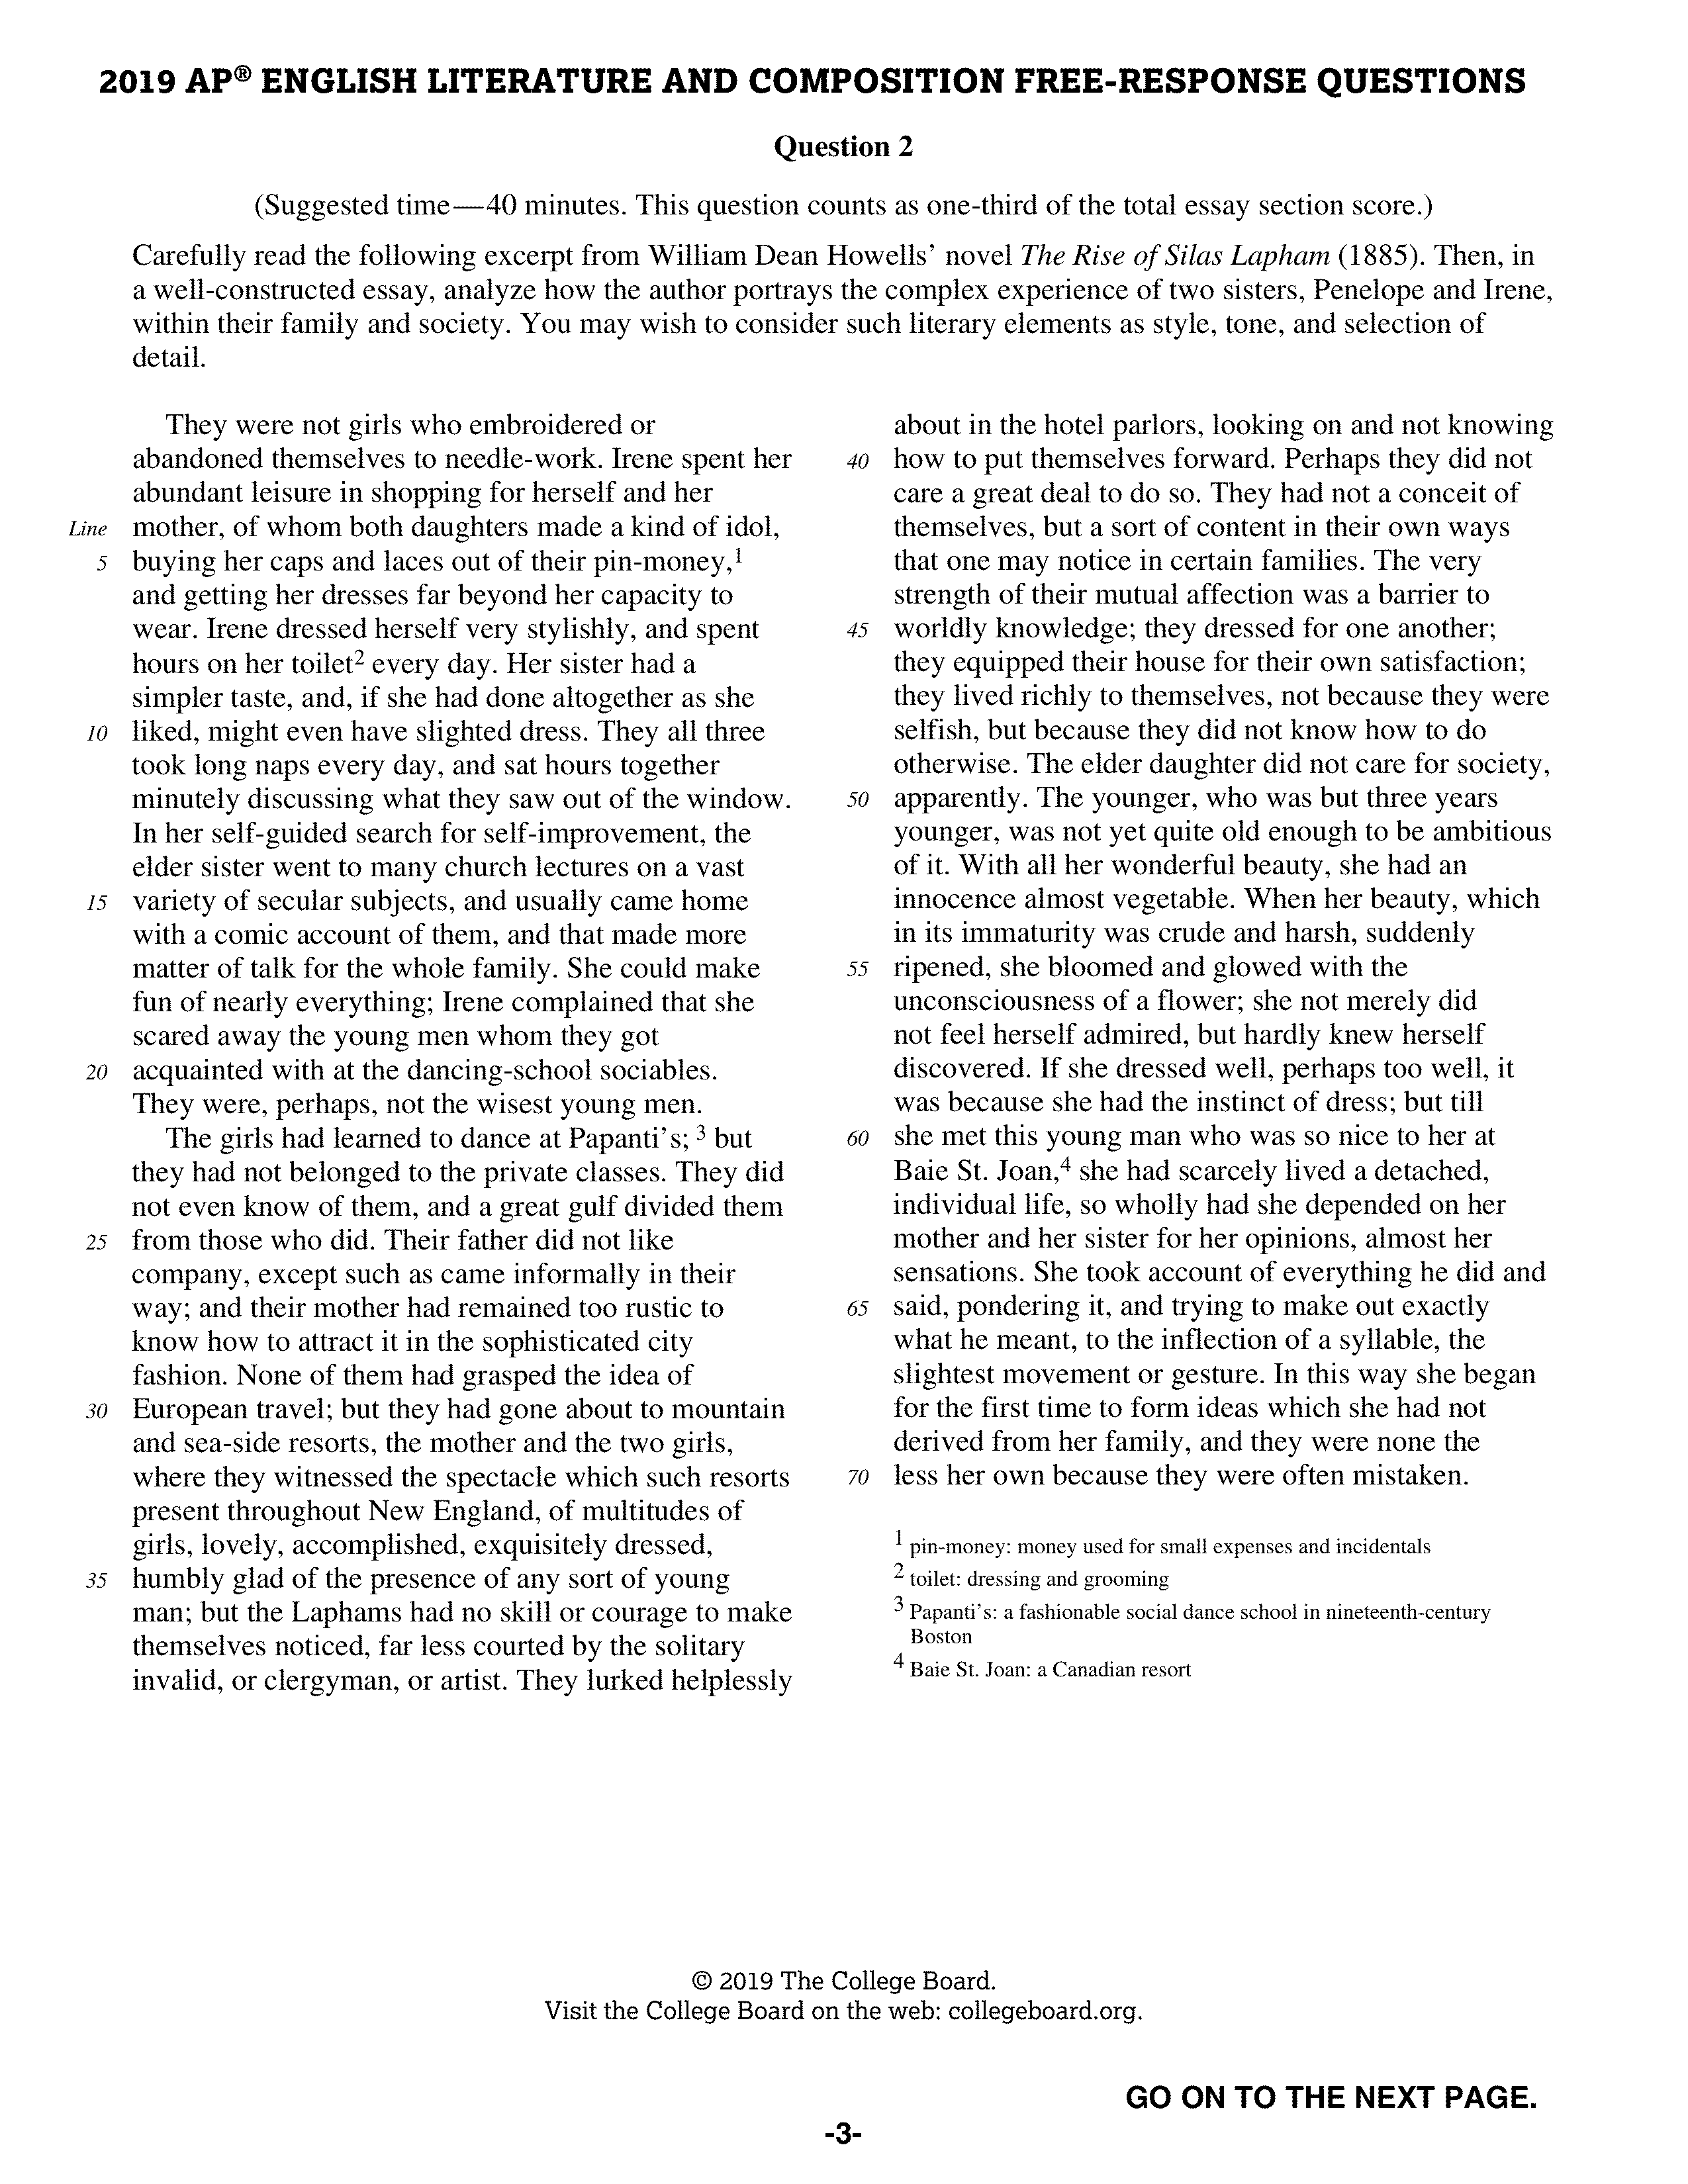 2019 AP® ENGLISH LITERATURE AND COMPOSITION FREE-RESPONSE QUESTIONS
Question 2
(Suggested time—40 minutes. This question counts as one-third of the total essay section score.)
Carefully read the following excerpt from William Dean Howells’ novel The Rise of Silas Lapham (1885). Then, in
a well-constructed essay, analyze how the author portrays the complex experience of two sisters, Penelope and Irene,
within their family and society. You may wish to consider such literary elements as style, tone, and selection of
detail.
They were not girls who embroidered or
abandoned themselves to needle-work. Irene spent her
abundant leisure in shopping for herself and her
Line mother, of whom both daughters made a kind of idol,
5 buying her caps and laces out of their pin-money,1
and getting her dresses far beyond her capacity to
wear. Irene dressed herself very stylishly, and spent
hours on her toilet2 every day. Her sister had a
simpler taste, and, if she had done altogether as she
10 liked, might even have slighted dress. They all three
took long naps every day, and sat hours together
minutely discussing what they saw out of the window.
In her self-guided search for self-improvement, the
elder sister went to many church lectures on a vast
15 variety of secular subjects, and usually came home
with a comic account of them, and that made more
matter of talk for the whole family. She could make
fun of nearly everything; Irene complained that she
scared away the young men whom they got
20 acquainted with at the dancing-school sociables.
They were, perhaps, not the wisest young men.
The girls had learned to dance at Papanti’s; 3 but
they had not belonged to the private classes. They did
not even know of them, and a great gulf divided them
25 from those who did. Their father did not like
company, except such as came informally in their
way; and their mother had remained too rustic to
know how to attract it in the sophisticated city
fashion. None of them had grasped the idea of
30 European travel; but they had gone about to mountain
and sea-side resorts, the mother and the two girls,
where they witnessed the spectacle which such resorts
present throughout New England, of multitudes of
girls, lovely, accomplished, exquisitely dressed,
35 humbly glad of the presence of any sort of young
man; but the Laphams had no skill or courage to make
themselves noticed, far less courted by the solitary
invalid, or clergyman, or artist. They lurked helplessly
about in the hotel parlors, looking on and not knowing
40 how to put themselves forward. Perhaps they did not
care a great deal to do so. They had not a conceit of
themselves, but a sort of content in their own ways
that one may notice in certain families. The very
strength of their mutual affection was a barrier to
45 worldly knowledge; they dressed for one another;
they equipped their house for their own satisfaction;
they lived richly to themselves, not because they were
selfish, but because they did not know how to do
otherwise. The elder daughter did not care for society,
50 apparently. The younger, who was but three years
younger, was not yet quite old enough to be ambitious
of it. With all her wonderful beauty, she had an
innocence almost vegetable. When her beauty, which
in its immaturity was crude and harsh, suddenly
55 ripened, she bloomed and glowed with the
unconsciousness of a flower; she not merely did
not feel herself admired, but hardly knew herself
discovered. If she dressed well, perhaps too well, it
was because she had the instinct of dress; but till
60 she met this young man who was so nice to her at
Baie St. Joan,4 she had scarcely lived a detached,
individual life, so wholly had she depended on her
mother and her sister for her opinions, almost her
sensations. She took account of everything he did and
65 said, pondering it, and trying to make out exactly
what he meant, to the inflection of a syllable, the
slightest movement or gesture. In this way she began
for the first time to form ideas which she had not
derived from her family, and they were none the
70 less her own because they were often mistaken.
1 pin-money: money used for small expenses and incidentals
2 toilet: dressing and grooming
3 Papanti’s: a fashionable social dance school in nineteenth-century
Boston
4 Baie St. Joan: a Canadian resort
© 2019 The College Board.
Visit the College Board on the web: collegeboard.org.
GO ON TO THE NEXT PAGE.
-3-